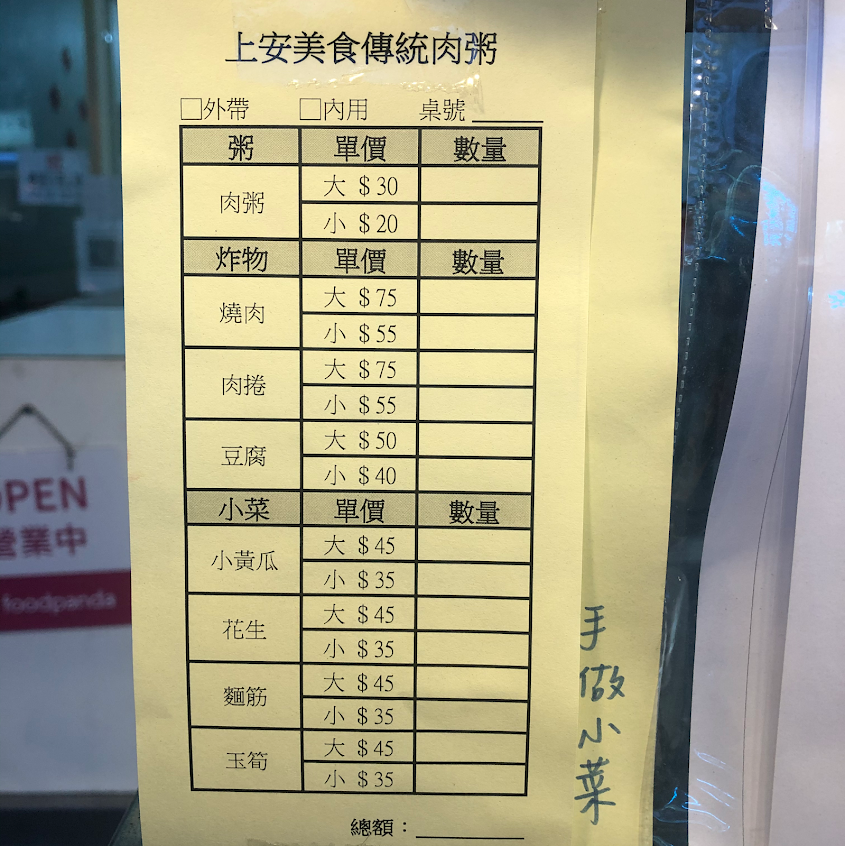 上安美食傳統肉粥
□外帶 □內用 桌號
粥 單價 數量
肉粥 大 $30
小 $20
炸物 單價 數量
燒肉 大 $75
小 $55
肉捲 大 $75
小 $55
豆腐 大 $50
小 $40
小菜 單價 數量
小黃瓜 大 $45
小 $35
花生 大 $45
小 $35
麵筋 大 $45
小 $35
玉筍 大 $45
小 $35
總額：
手做小菜
OPEN
營業中
foodpanda